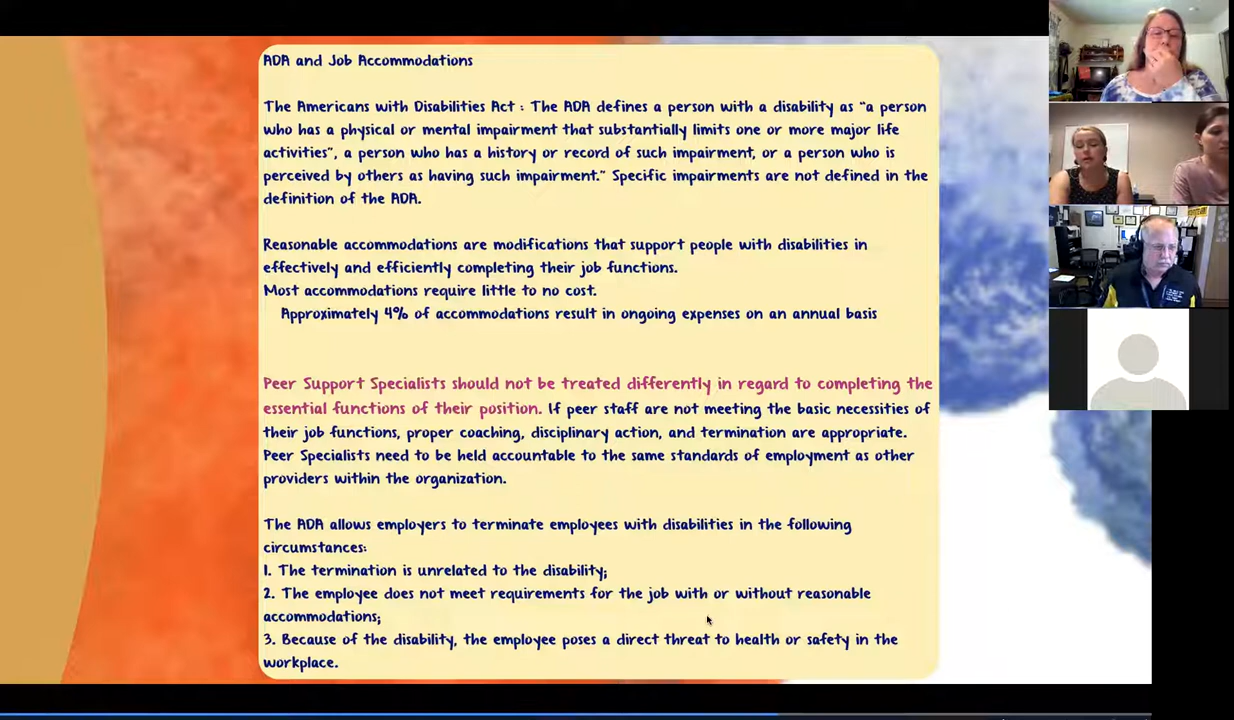 ADA and Job Accommodations
The Americans with Disabilities Act : The ADA defines a person with a disability as "a person
who has a physical or mental impairment that substantially limits one or more major life
activities", a person who has a history or record of such impairment, or a person who is
perceived by others as having such impairment." Specific impairments are not defined in the
definition of the ADA.
Reasonable accommodations are modifications that support people with disabilities in
effectively and efficiently completing their job functions.
Most accommodations require little to no cost.
Approximately 4% of accommodations result in ongoing expenses on an annual basis
Peer Support Specialists should not be treated differently in regard to completing the
essential functions of their position. If peer staff are not meeting the basic necessities of
their job functions, proper coaching, disciplinary action, and termination are appropriate.
Peer Specialists need to be held accountable to the same standards of employment as other
providers within the organization.
The ADA allows employers to terminate employees with disabilities in the following
circumstances:
1. The termination is unrelated to the disability;
2. The employee does not meet requirements for the job with or without reasonable
accommodations;
3. Because of the disability, the employee poses a direct threat to health or safety in the
workplace.